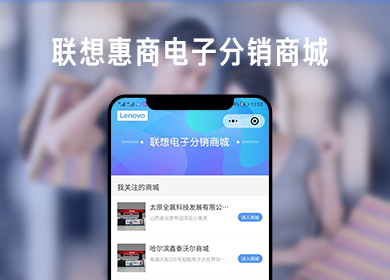 联想惠商电子分销商城
13:55
Lenovo
联想电子分销商城
我关注的商城
太原全赢科技发展有限公…
山西省太原市迎泽区小南关
进入商城
哈尔滨鑫泰沃尔商城
进入商城